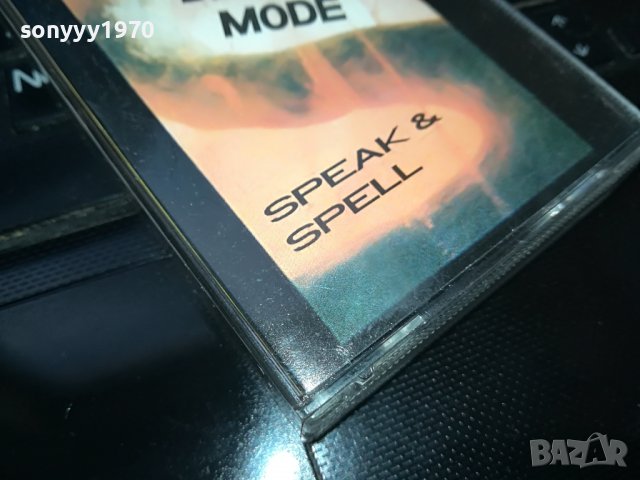 sonyyy1970
MODE
SPEAK &
SPELL
BAZAR